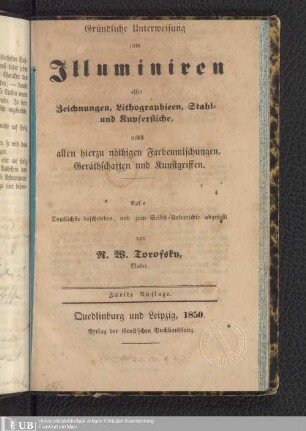 Gründliche Unterweisung
zum
Illuminiren
aller
Zeichnungen, Lithographieen, Stahl-
und Kupferstiche,
nebst
allen hierzu nöthigen Farbenmischungen,
Geräthschaften und Kunstgriffen.
Auf's
Deutlichste beschrieben, und zum Selbst-Unterrichte abgefaßt
von
R. W. Torofsky,
Maler.
Zweite Auflage.
Quedlinburg und Leipzig, 1850.
Verlag der Ernst'schen Buchhandlung.
UB